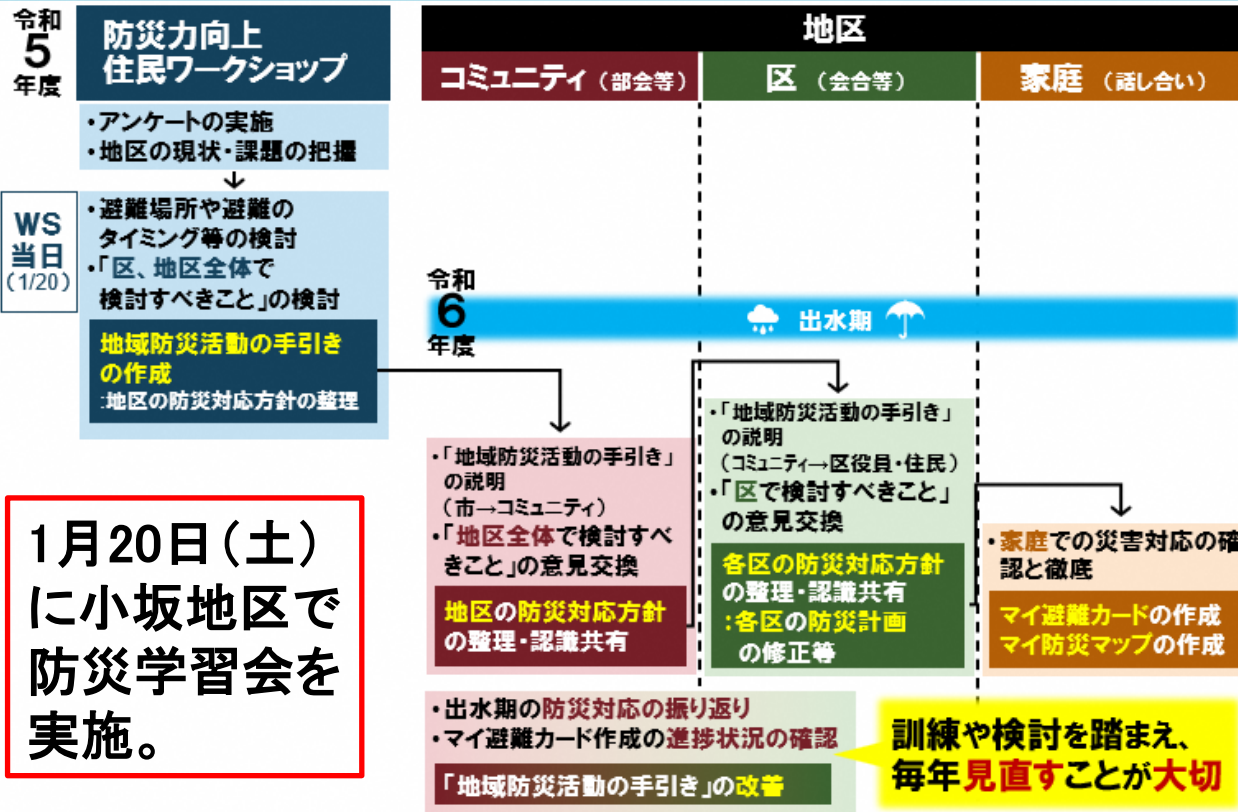 令和
5
年度
防災力向上
住民ワークショップ
・アンケートの実施
・地区の現状・課題の把握
WS
当日
(1/20)
・避難場所や避難の
タイミング等の検討
・「区、地区全体で
検討すべきこと」の検討
地域防災活動の手引き
の作成
:地区の防災対応方針の整理
1月20日(土)
に小坂地区で
防災学習会を
実施。
地区
コミュニティ(部会等)
区(会合等)
家庭(話し合い)
令和
6
年度
出水期
・「地域防災活動の手引き」
の説明
(市→コミュニティ)
・「地区全体で検討すべ
きこと」の意見交換
地区の防災対応方針
の整理・認識共有
・「地域防災活動の手引き」
の説明
(コミュニティ→区役員・住民)
・「区で検討すべきこと」
の意見交換
各区の防災対応方針
の整理・認識共有
:各区の防災計画
の修正等
・家庭での災害対応の確
認と徹底
マイ避難カードの作成
マイ防災マップの作成
・出水期の防災対応の振り返り
・マイ避難カード作成の進捗状況の確認
「地域防災活動の手引き」の改善
訓練や検討を踏まえ、
毎年見直すことが大切